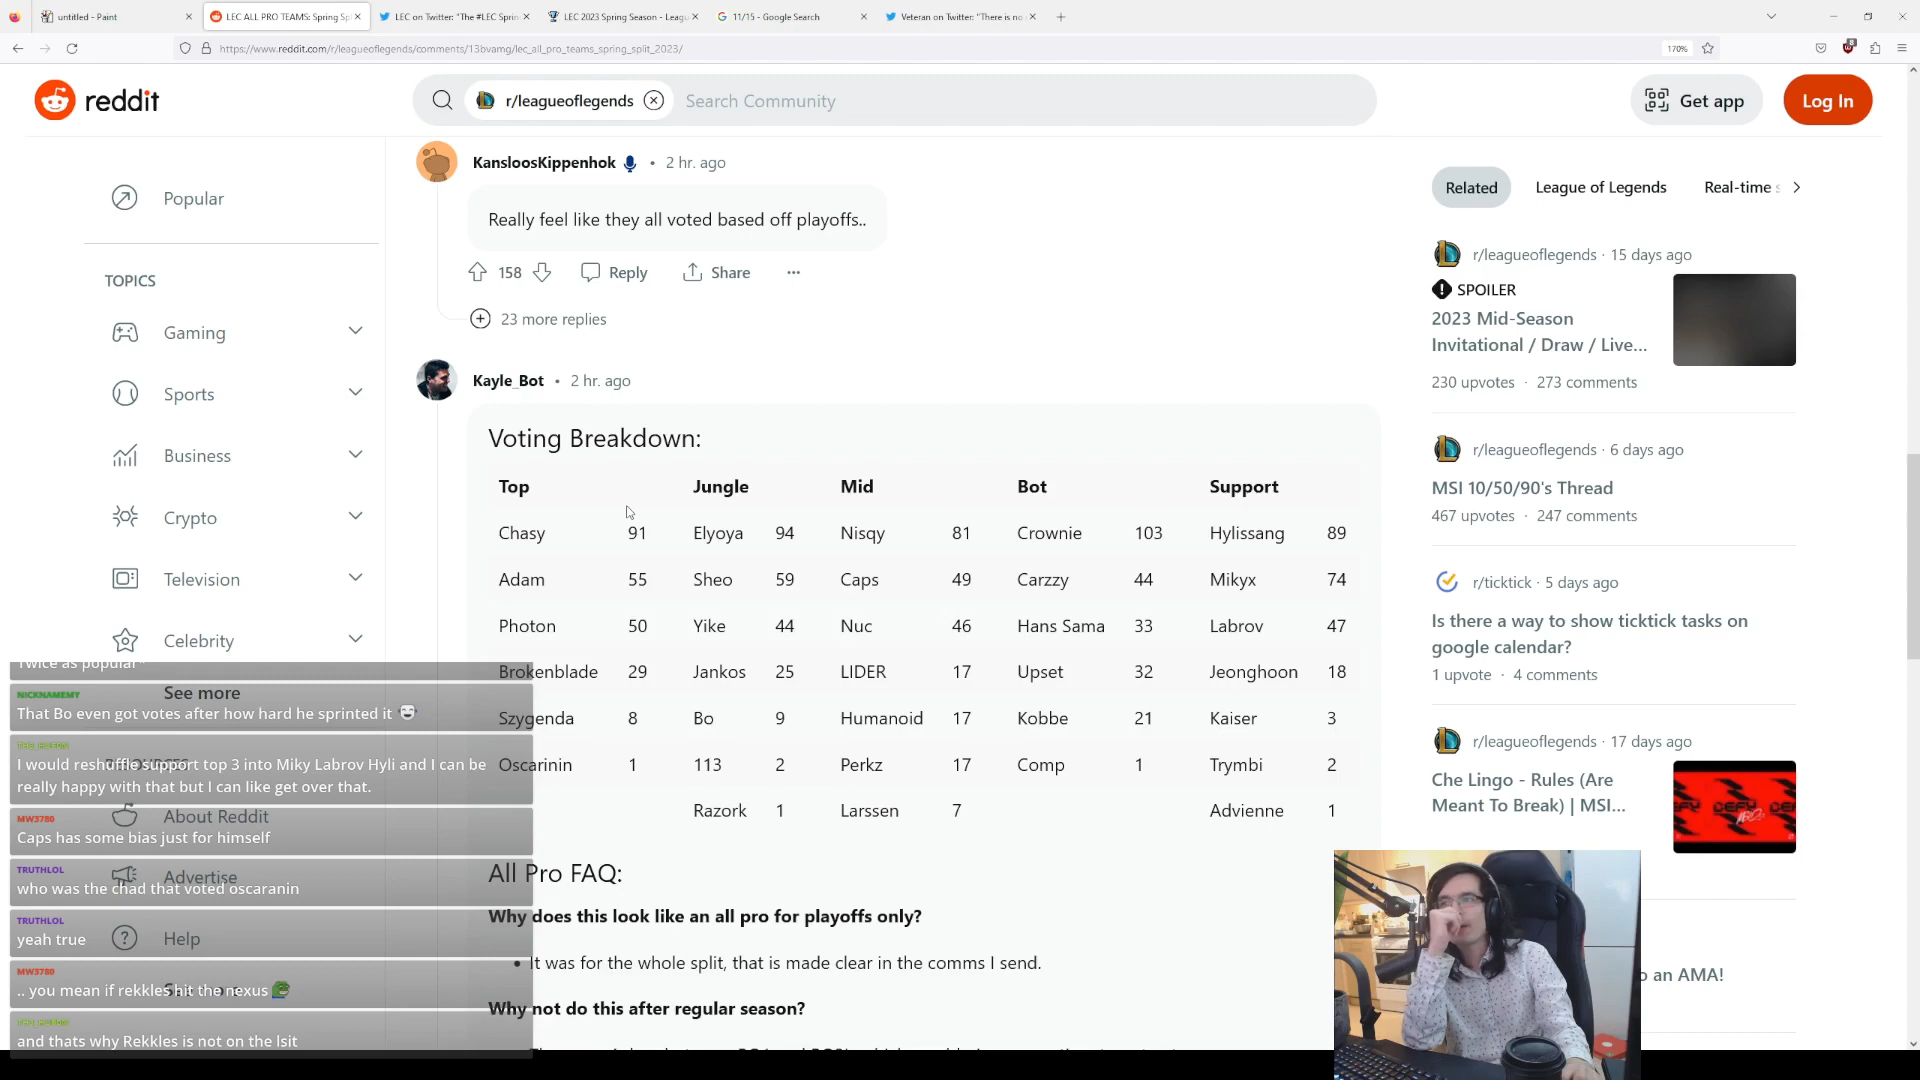 untitled - Paint
LEC ALL PRO TEAMS: Spring Sp
LEC on Twitter: "The #LEC Sprin
LEC 2023 Spring Season - Leagu
11/15 - Google Search
Veteran on Twitter: "There is no
https://www.reddit.com/r/leagueoflegends/comments/13bvamg/lec_all_pro_teams_spring_split_2023/
170%
reddit
r/leagueoflegends
Search Community
Get app
Log In
Popular
TOPICS
Gaming
Sports
Business
Crypto
Television
Celebrity
See more
About Reddit
Advertise
Help
KansloosKippenhok • 2 hr. ago
Really feel like they all voted based off playoffs..
158 Reply Share ···
23 more replies
Kayle_Bot • 2 hr. ago
Voting Breakdown:
Top Jungle Mid Bot Support
Chasy 91 Elyoya 94 Nisqy 81 Crownie 103 Hylissang 89
Adam 55 Sheo 59 Caps 49 Carzzy 44 Mikyx 74
Photon 50 Yike 44 Nuc 46 Hans Sama 33 Labrov 47
Brokenblade 29 Jankos 25 LIDER 17 Upset 32 Jeonghoon 18
Szygenda 8 Bo 9 Humanoid 17 Kobbe 21 Kaiser 3
Oscarinin 1 113 2 Perkz 17 Comp 1 Trymbi 2
Razork 1 Larssen 7 Advienne 1
All Pro FAQ:
Why does this look like an all pro for playoffs only?
• It was for the whole split, that is made clear in the comms I send.
Why not do this after regular season?
Related
League of Legends
Real-time s
r/leagueoflegends · 15 days ago
SPOILER
2023 Mid-Season
Invitational / Draw / Live...
230 upvotes · 273 comments
r/leagueoflegends · 6 days ago
MSI 10/50/90's Thread
467 upvotes · 247 comments
r/ticktick · 5 days ago
Is there a way to show ticktick tasks on
google calendar?
1 upvote · 4 comments
r/leagueoflegends · 17 days ago
Che Lingo - Rules (Are
Meant To Break) | MSI...
o an AMA!
Twice as popular*
NICKNAMEMY
That Bo even got votes after how hard he sprinted it
I would reshuffle support top 3 into Miky Labrov Hyli and I can be
really happy with that but I can like get over that.
MW3780
Caps has some bias just for himself
TRUTHLOL
who was the chad that voted oscaranin
TRUTHLOL
yeah true
MW3780
.. you mean if rekkles hit the nexus
and thats why Rekkles is not on the lsit